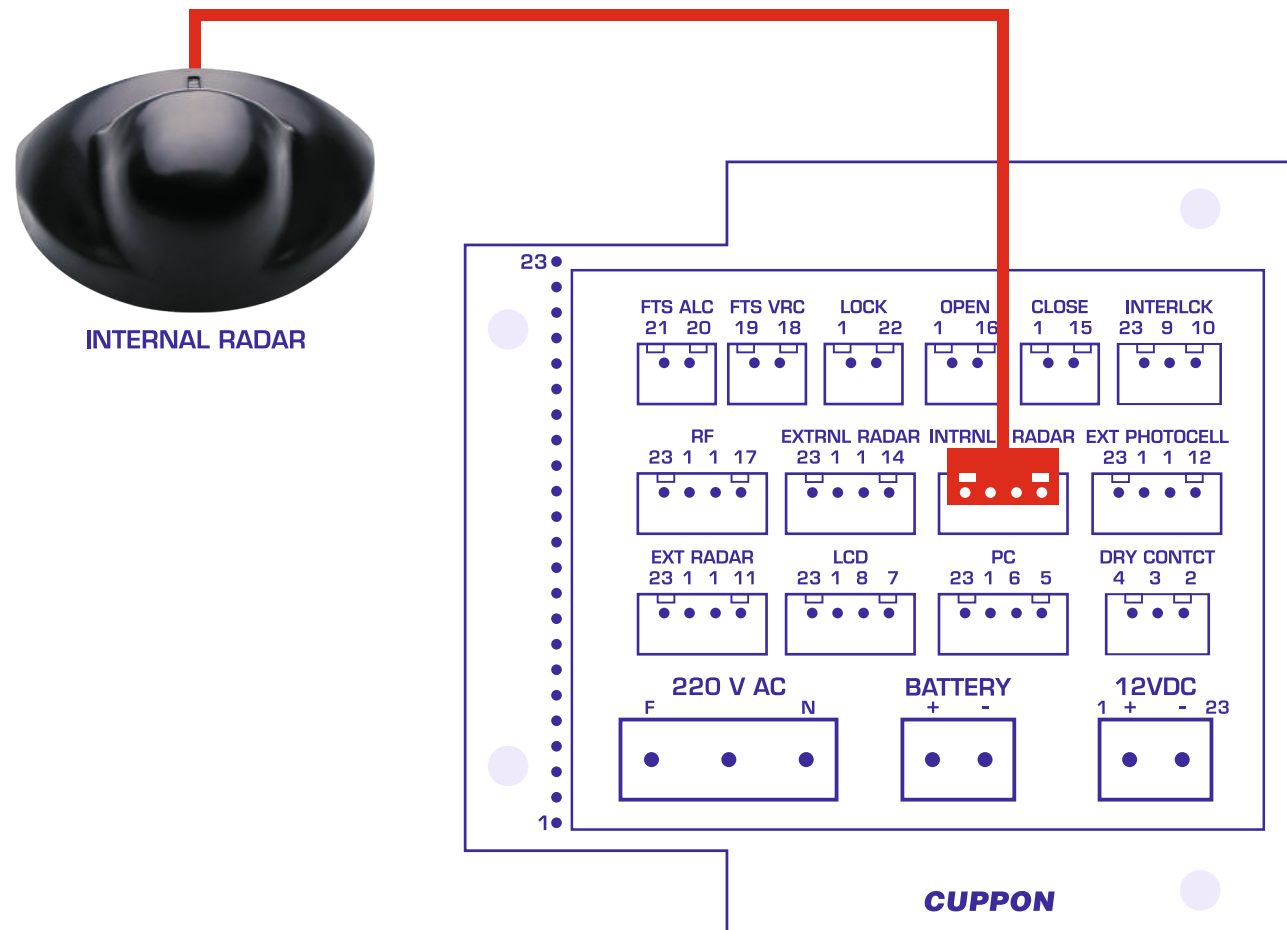 INTERNAL RADAR
23
FTS ALC FTS VRC LOCK OPEN CLOSE INTERLCK
21 20 19 18 1 22 1 16 1 15 23 9 10
RF EXTRNL RADAR INTRNL RADAR EXT PHOTOCELL
23 1 1 17 23 1 1 14 23 1 1 12
EXT RADAR LCD PC DRY CONTCT
23 1 1 11 23 1 8 7 23 1 6 5 4 3 2
220 V AC BATTERY 12VDC
F N + - 1 + - 23
1
CUPPON